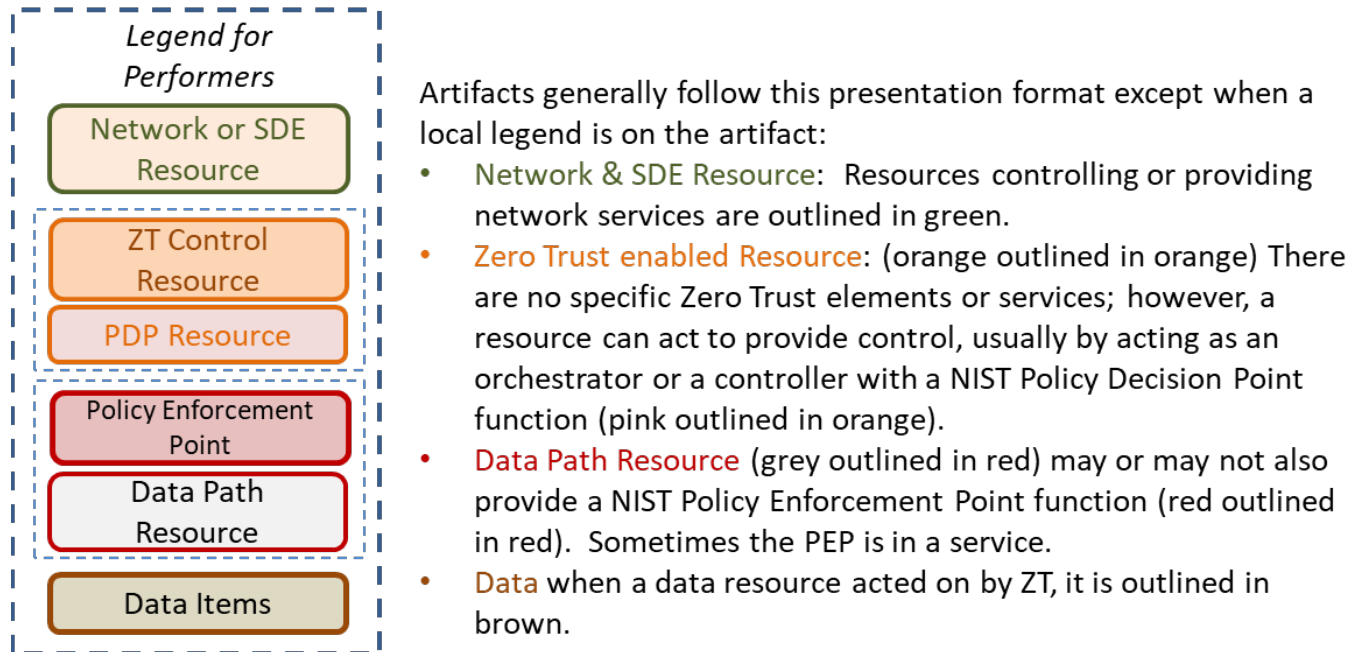 Legend for
Performers
Network or SDE
Resource
ZT Control
Resource
PDP Resource
Policy Enforcement
Point
Data Path
Resource
Data Items
Artifacts generally follow this presentation format except when a
local legend is on the artifact:
• Network & SDE Resource: Resources controlling or providing
network services are outlined in green.
• Zero Trust enabled Resource: (orange outlined in orange) There
are no specific Zero Trust elements or services; however, a
resource can act to provide control, usually by acting as an
orchestrator or a controller with a NIST Policy Decision Point
function (pink outlined in orange).
• Data Path Resource (grey outlined in red) may or may not also
provide a NIST Policy Enforcement Point function (red outlined
in red). Sometimes the PEP is in a service.
• Data when a data resource acted on by ZT, it is outlined in
brown.